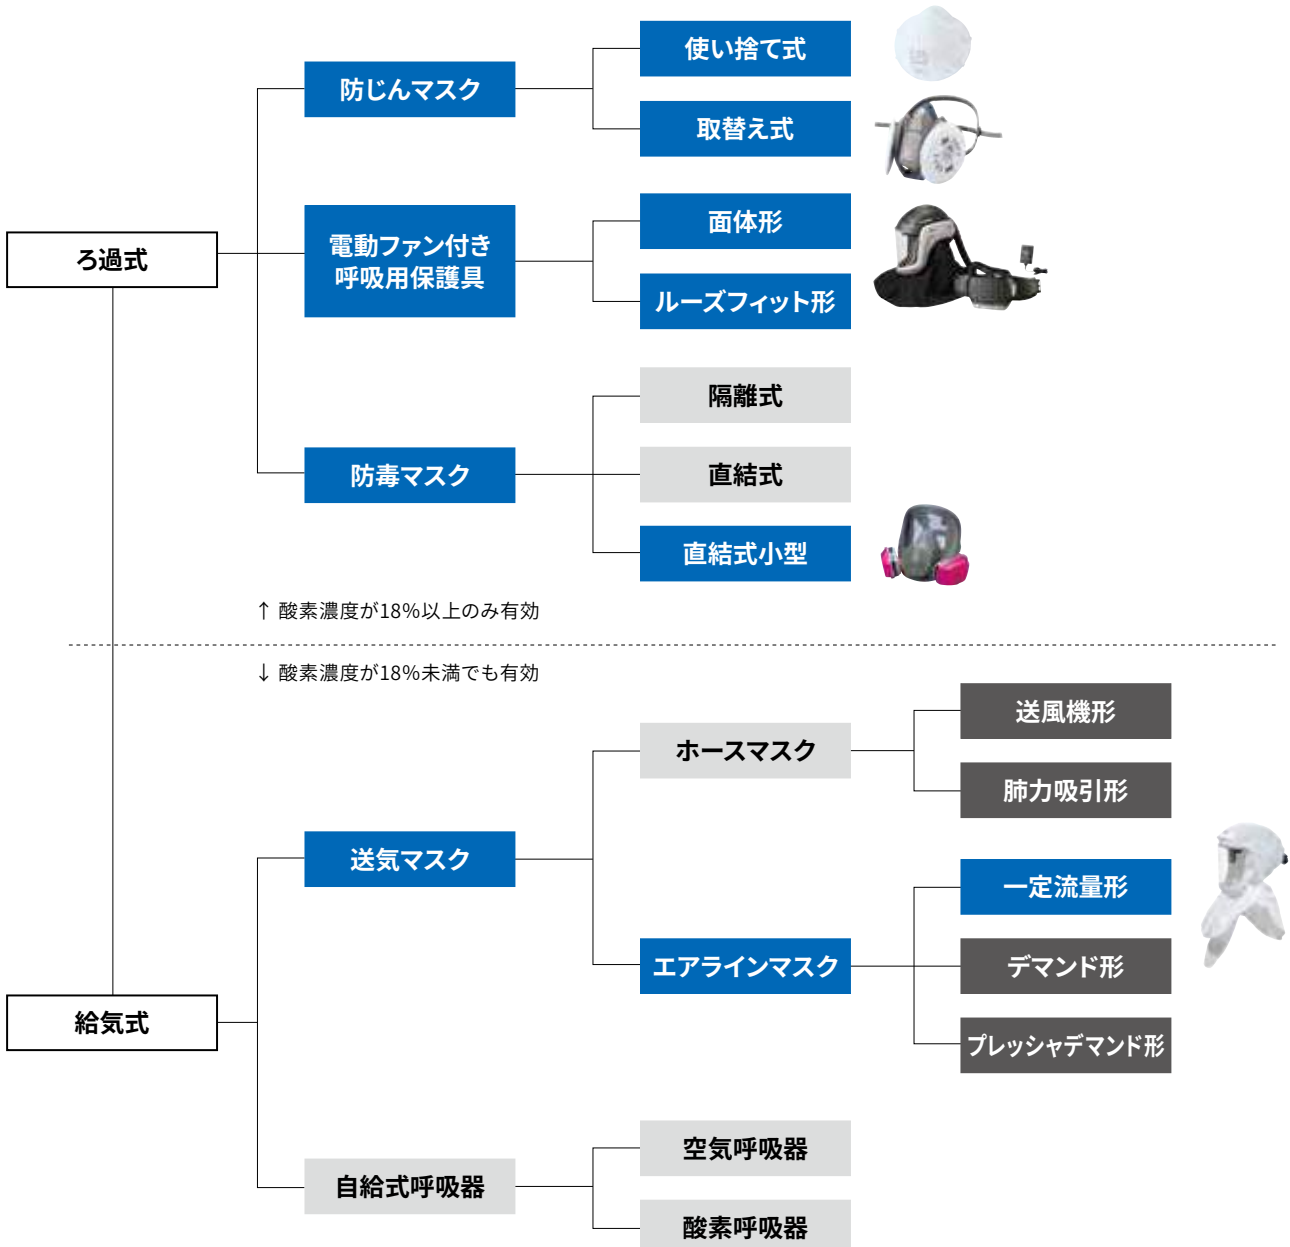 使い捨て式
防じんマスク
取替え式
面体形
電動ファン付き
呼吸用保護具
ろ過式
ルーズフィット形
隔離式
防毒マスク
直結式
直結式小型
↑ 酸素濃度が18%以上のみ有効
↓ 酸素濃度が18%未満でも有効
送風機形
ホースマスク
肺力吸引形
送気マスク
一定流量形
エアラインマスク
デマンド形
給気式
プレッシャデマンド形
空気呼吸器
自給式呼吸器
酸素呼吸器